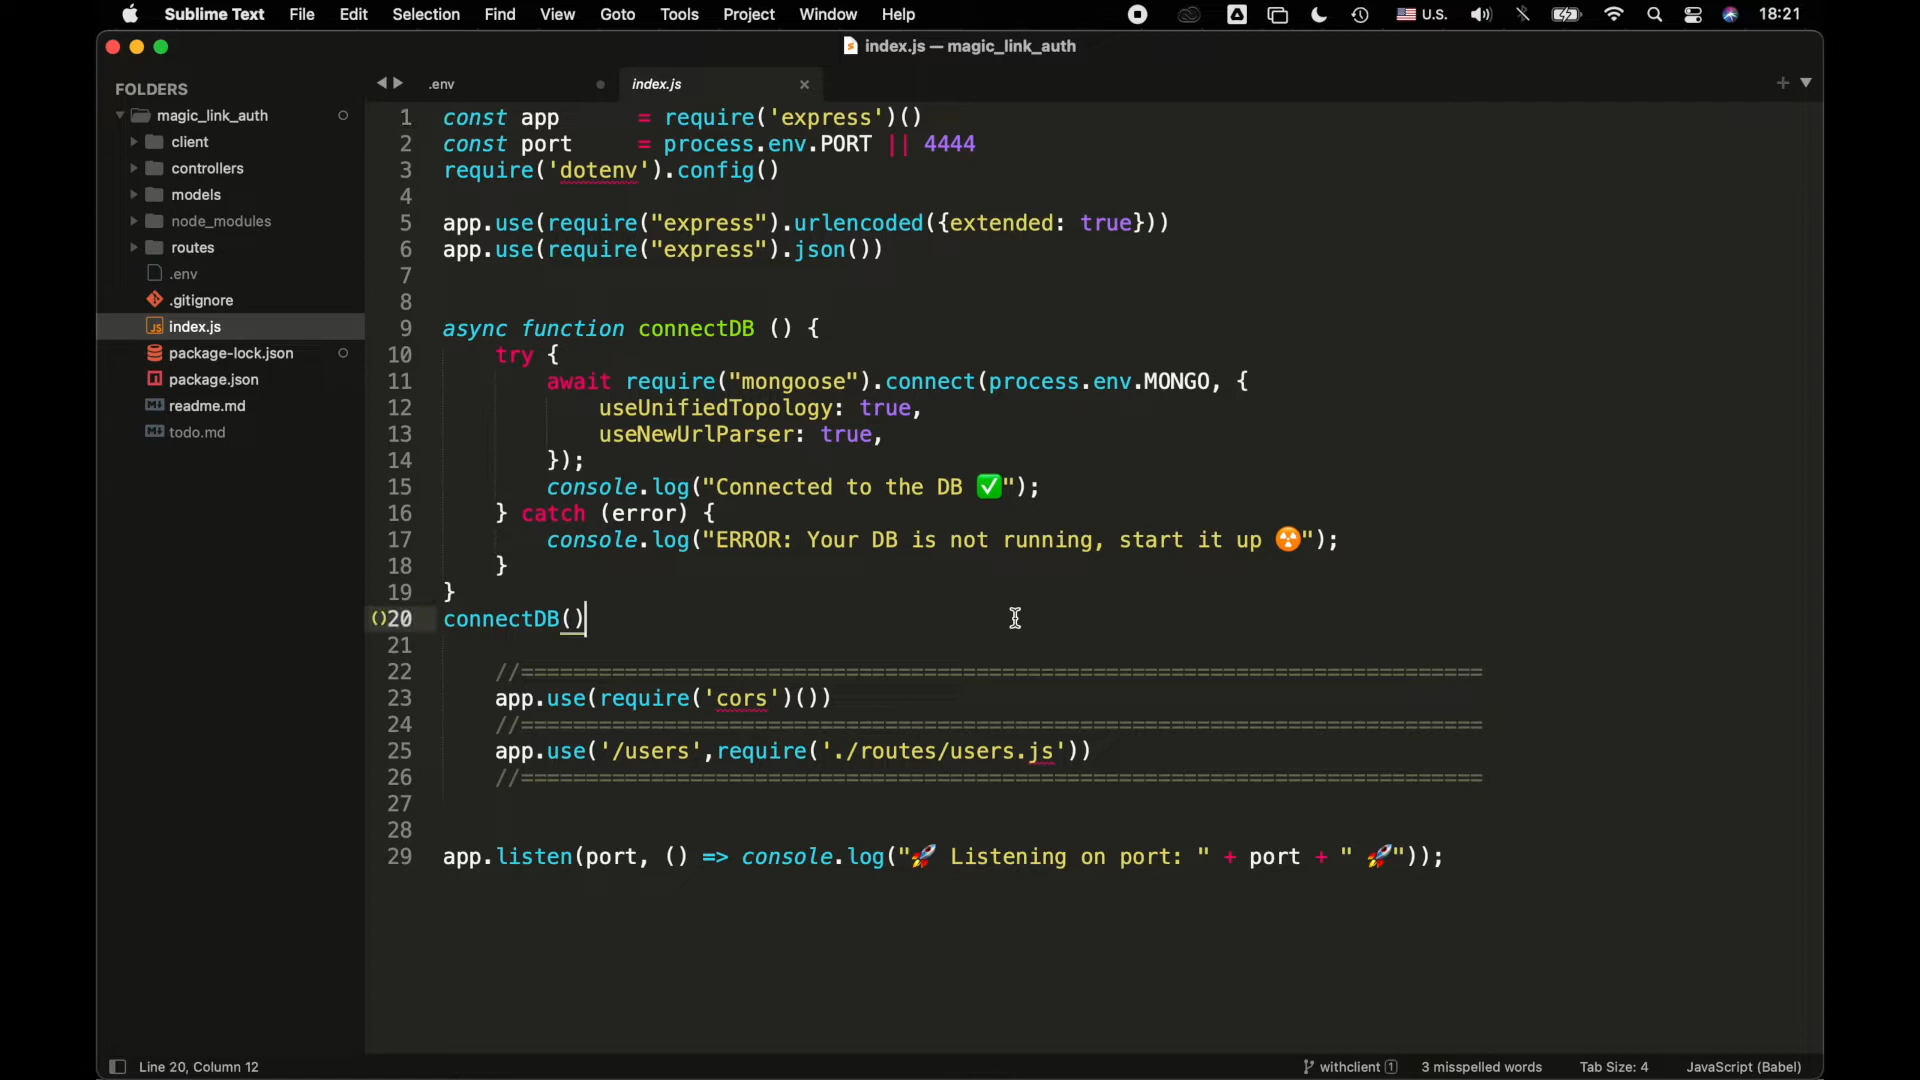 Sublime Text File Edit Selection Find View Goto Tools Project Window Help U.S. 18:21
index.js — magic_link_auth
FOLDERS
magic_link_auth
client
controllers
models
node_modules
routes
.env
.gitignore
index.js
package-lock.json
package.json
readme.md
todo.md
.env index.js
1 const app      = require('express')()
2 const port     = process.env.PORT || 4444
3 require('dotenv').config()
4
5 app.use(require("express").urlencoded({extended: true}))
6 app.use(require("express").json())
7
8
9 async function connectDB () {
10     try {
11         await require("mongoose").connect(process.env.MONGO, {
12             useUnifiedTopology: true,
13             useNewUrlParser: true,
14         });
15         console.log("Connected to the DB ✅");
16     } catch (error) {
17         console.log("ERROR: Your DB is not running, start it up ☢️");
18     }
19 }
20 connectDB()
21
22     //==========================================================================
23     app.use(require('cors')())
24     //==========================================================================
25     app.use('/users',require('./routes/users.js'))
26     //==========================================================================
27
28
29 app.listen(port, () => console.log("🚀 Listening on port: " + port + " 🚀"));
Line 20, Column 12 withclient 1 3 misspelled words Tab Size: 4 JavaScript (Babel)